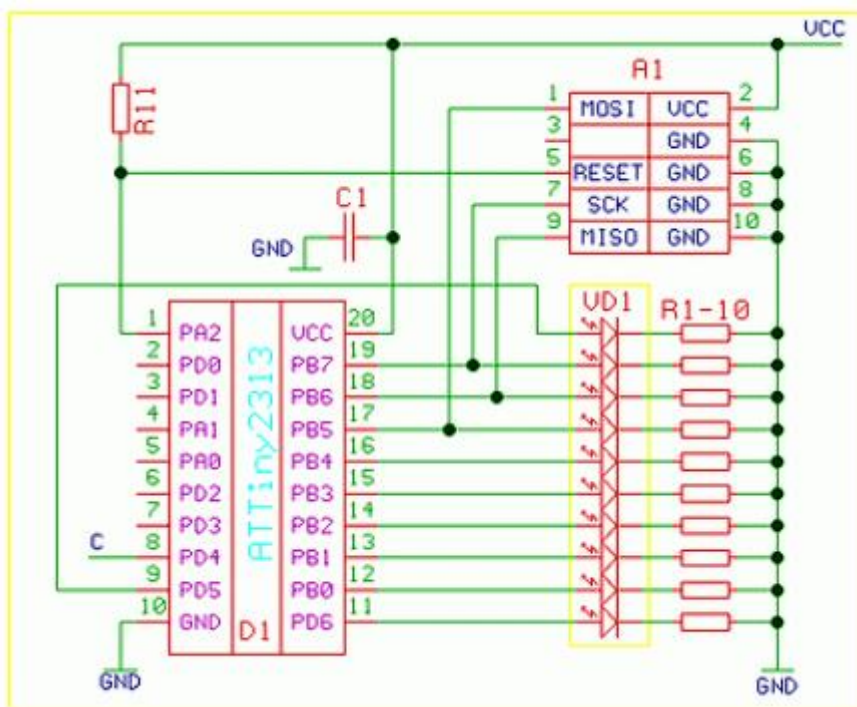 VCC
A1
R11
1 MOSI VCC 2
3 GND 4
5 RESET GND 6
7 SCK GND 8
9 MISO GND 10
C1
GND
VD1 R1-10
1 PA2 VCC 20
2 PD0 PB7 19
3 PD1 PB6 18
4 PA1 PB5 17
5 PA0 PB4 16
6 PD2 PB3 15
7 PD3 PB2 14
C 8 PD4 PB1 13
9 PD5 PB0 12
10 GND PD6 11
ATTiny2313
D1
GND
GND